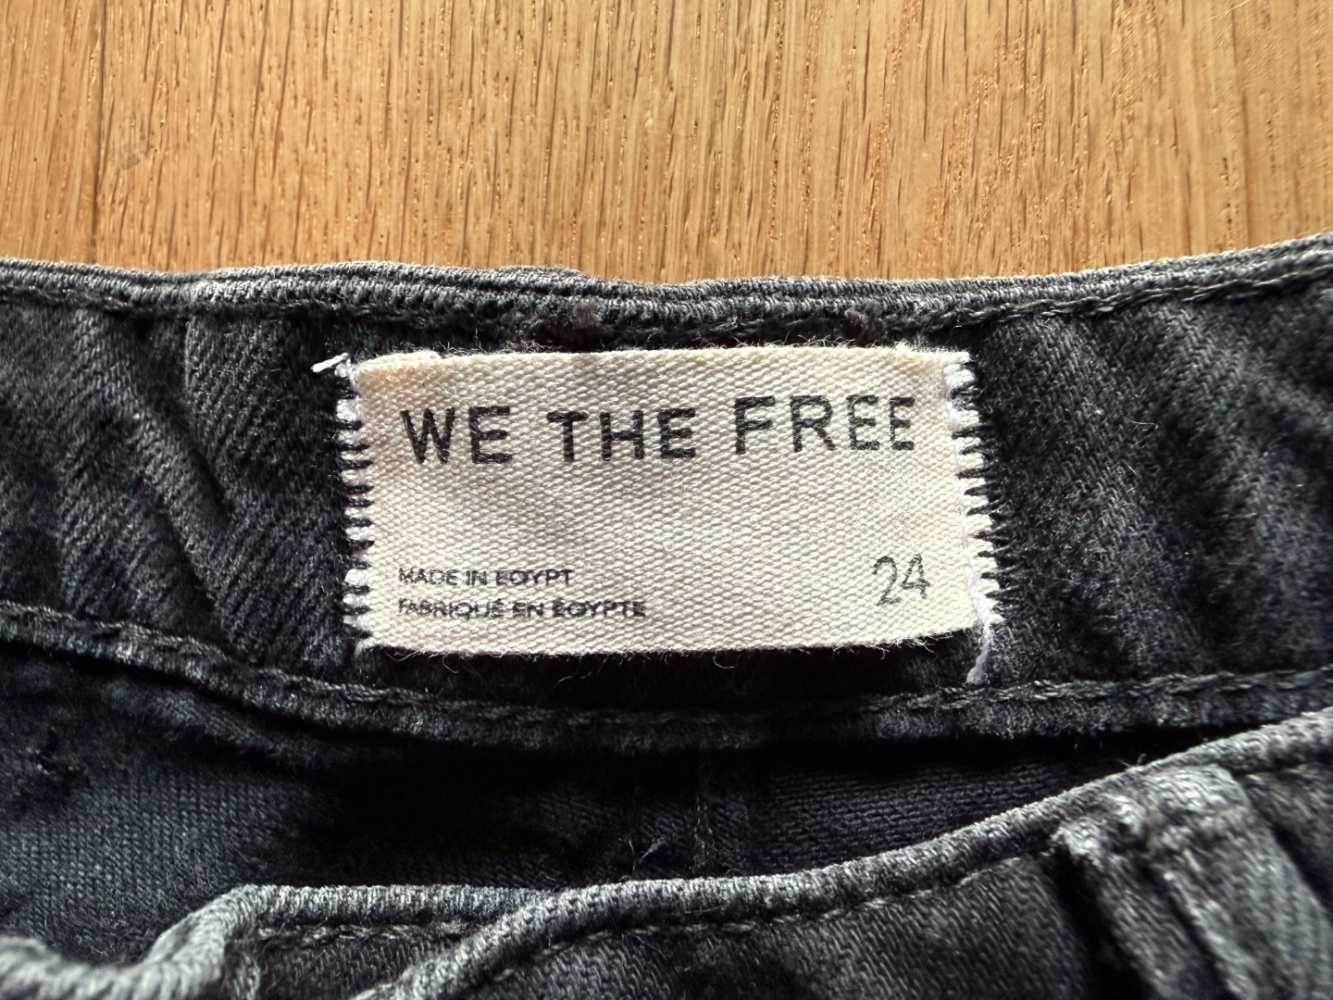 WE THE FREE
MADE IN EGYPT
FABRIQUÉ EN ÉGYPTE
24